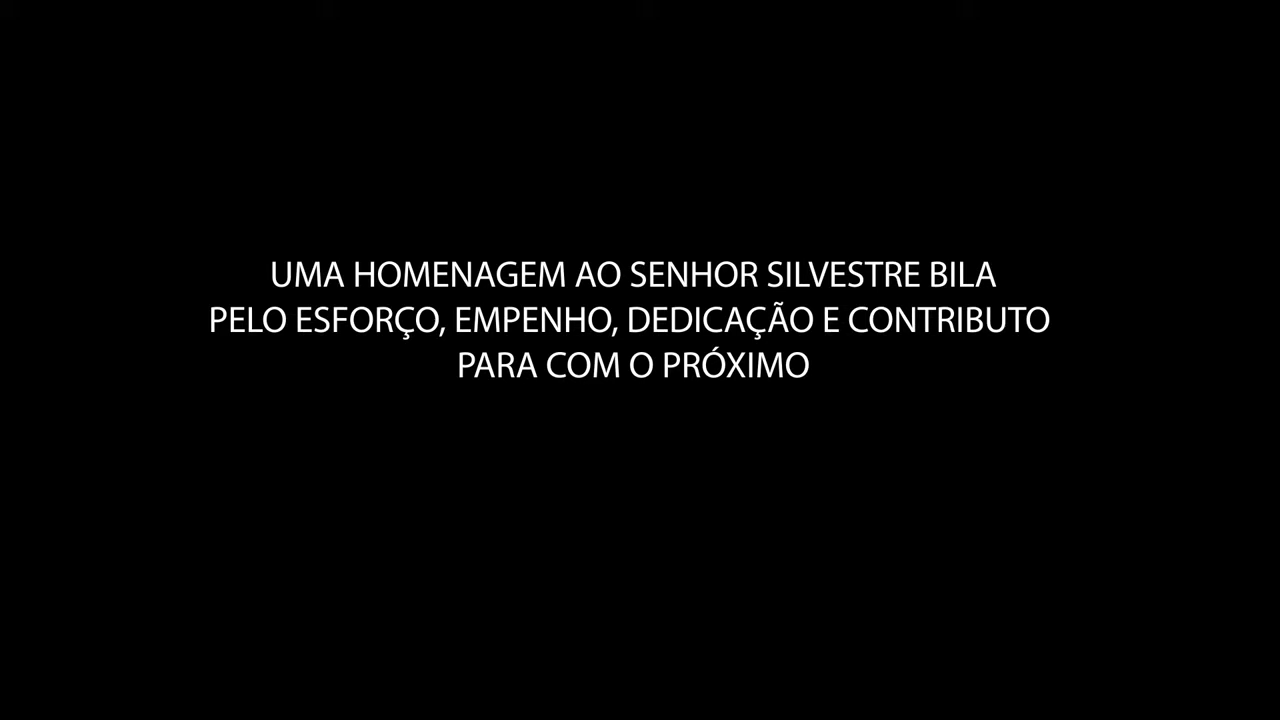 UMA HOMENAGEM AO SENHOR SILVESTRE BILA
PELO ESFORÇO, EMPENHO, DEDICAÇÃO E CONTRIBUTO
PARA COM O PRÓXIMO